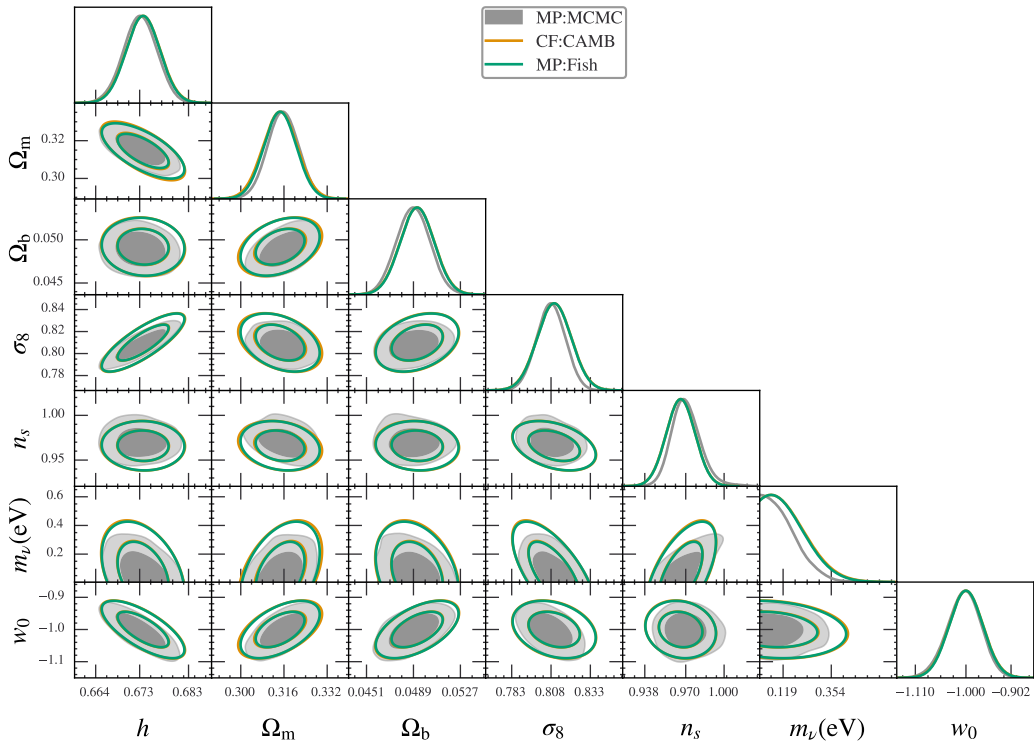 MP:MCMC
CF:CAMB
MP:Fish
Ωm
0.32
0.30
Ωb
0.050
0.045
σ8
0.84
0.82
0.80
0.78
ns
1.00
0.95
mν(eV)
0.6
0.4
0.2
w0
−0.9
−1.0
−1.1
0.664 0.673 0.683 0.300 0.316 0.332 0.0451 0.0489 0.0527 0.783 0.808 0.833 0.938 0.970 1.000 0.119 0.354 −1.110 −1.000 −0.902
h Ωm Ωb σ8 ns mν(eV) w0